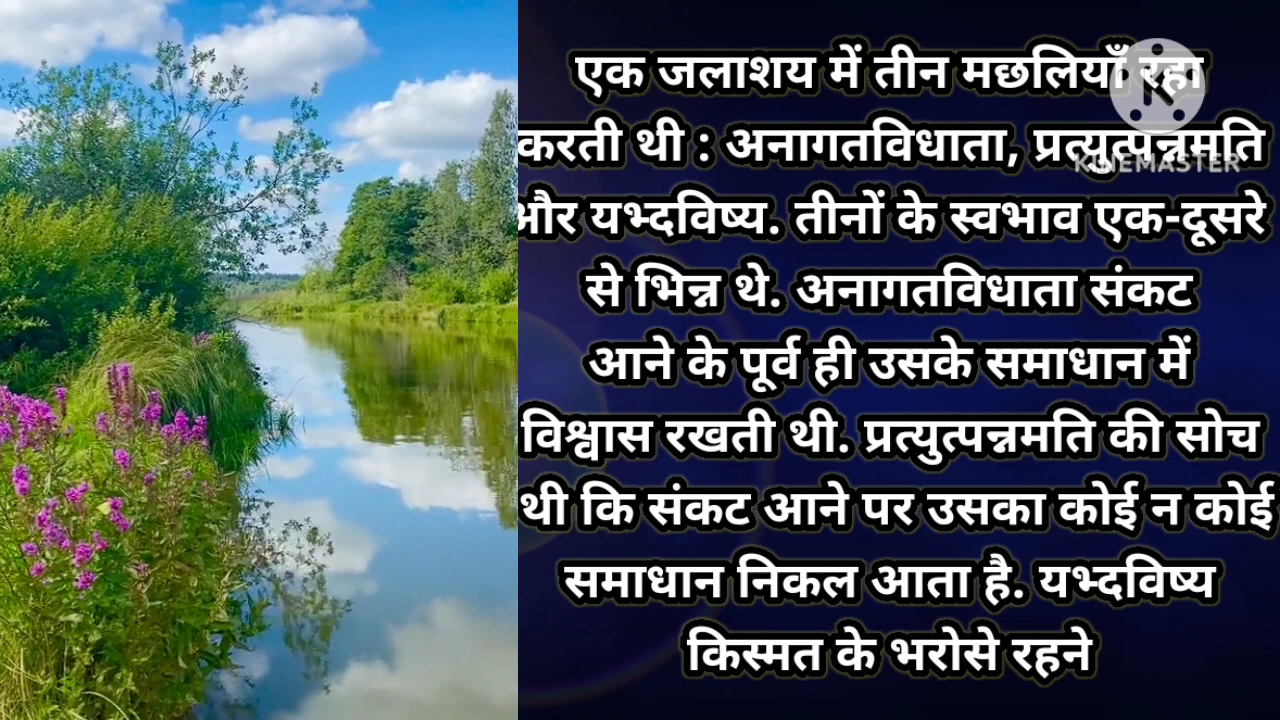 एक जलाशय में तीन मछलियाँ रहा
करती थी : अनागतविधाता, प्रत्युत्पन्नमति
और यभ्दविष्य. तीनों के स्वभाव एक-दूसरे
से भिन्न थे. अनागतविधाता संकट
आने के पूर्व ही उसके समाधान में
विश्वास रखती थी. प्रत्युत्पन्नमति की सोच
थी कि संकट आने पर उसका कोई न कोई
समाधान निकल आता है. यभ्दविष्य
किस्मत के भरोसे रहने
K
KINEMASTER